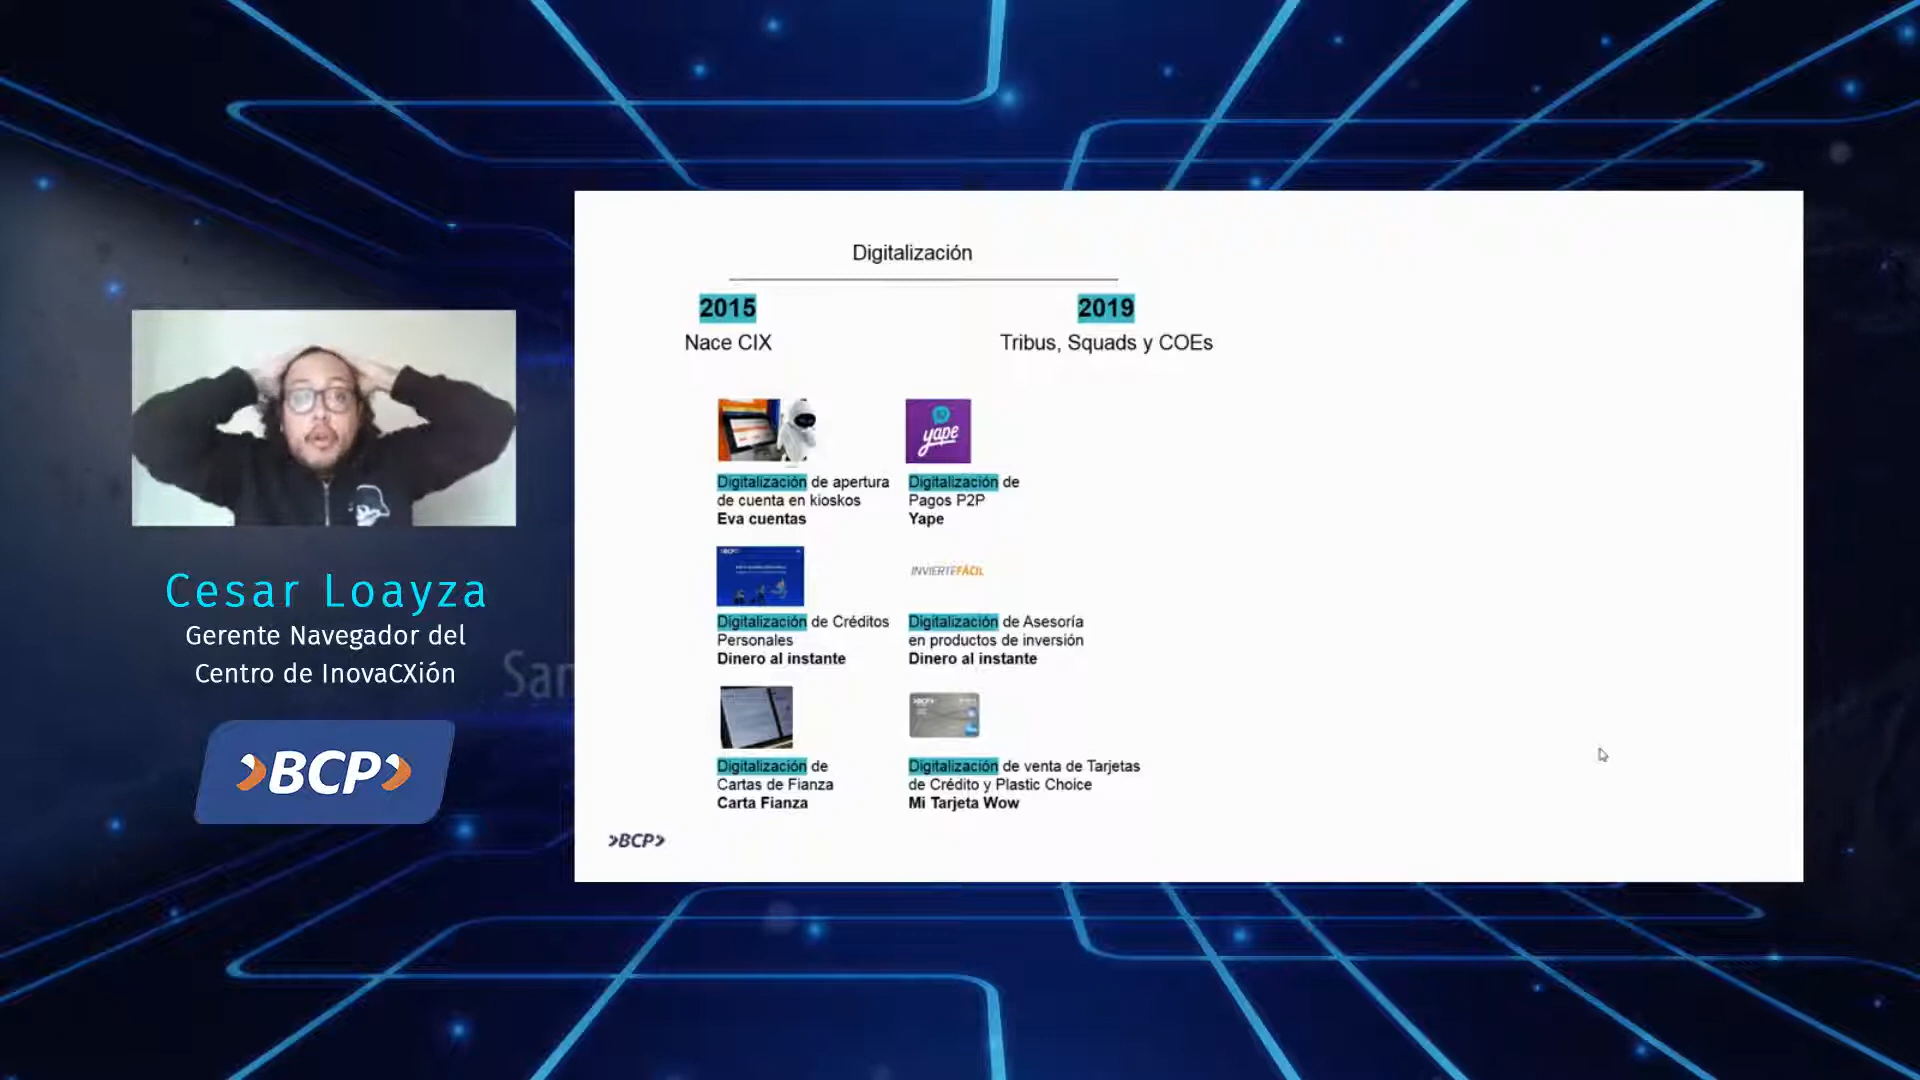 Digitalización
2015
2019
Nace CIX
Tribus, Squads y COEs
yape
Digitalización de apertura
de cuenta en kioskos
Eva cuentas
Digitalización de
Pagos P2P
Yape
BCP
INVIERTEFÁCIL
Digitalización de Créditos
Personales
Dinero al instante
Digitalización de Asesoría
en productos de inversión
Dinero al instante
BCP
Digitalización de
Cartas de Fianza
Carta Fianza
Digitalización de venta de Tarjetas
de Crédito y Plastic Choice
Mi Tarjeta Wow
BCP
Cesar Loayza
Gerente Navegador del
Centro de InovaCXión
San
BCP